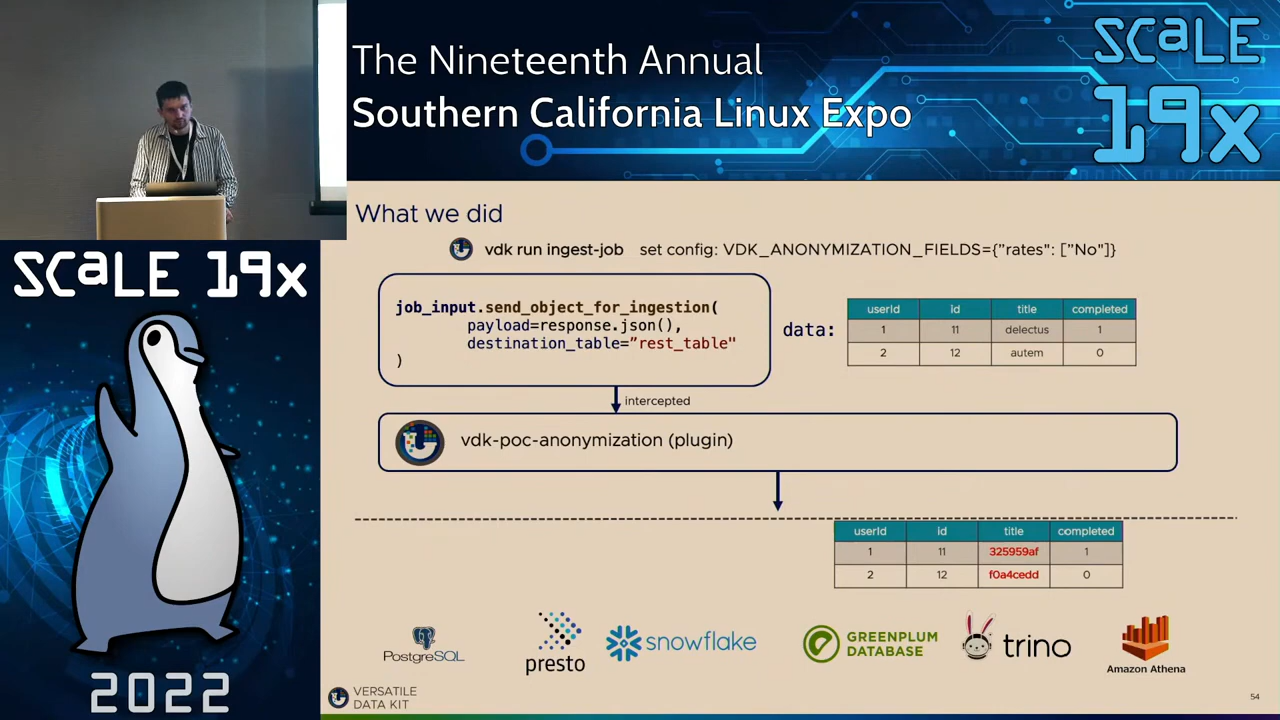 The Nineteenth Annual
Southern California Linux Expo
SCaLE
19x
SCaLE 19x
2022
What we did
vdk run ingest-job set config: VDK_ANONYMIZATION_FIELDS={"rates": ["No"]}
job_input.send_object_for_ingestion(
payload=response.json(),
destination_table=”rest_table"
)
data:
userId id title completed
1 11 delectus 1
2 12 autem 0
intercepted
vdk-poc-anonymization (plugin)
userId id title completed
1 11 325959af 1
2 12 f0a4cedd 0
PostgreSQL
presto
snowflake
GREENPLUM
DATABASE
trino
Amazon Athena
VERSATILE
DATA KIT
54